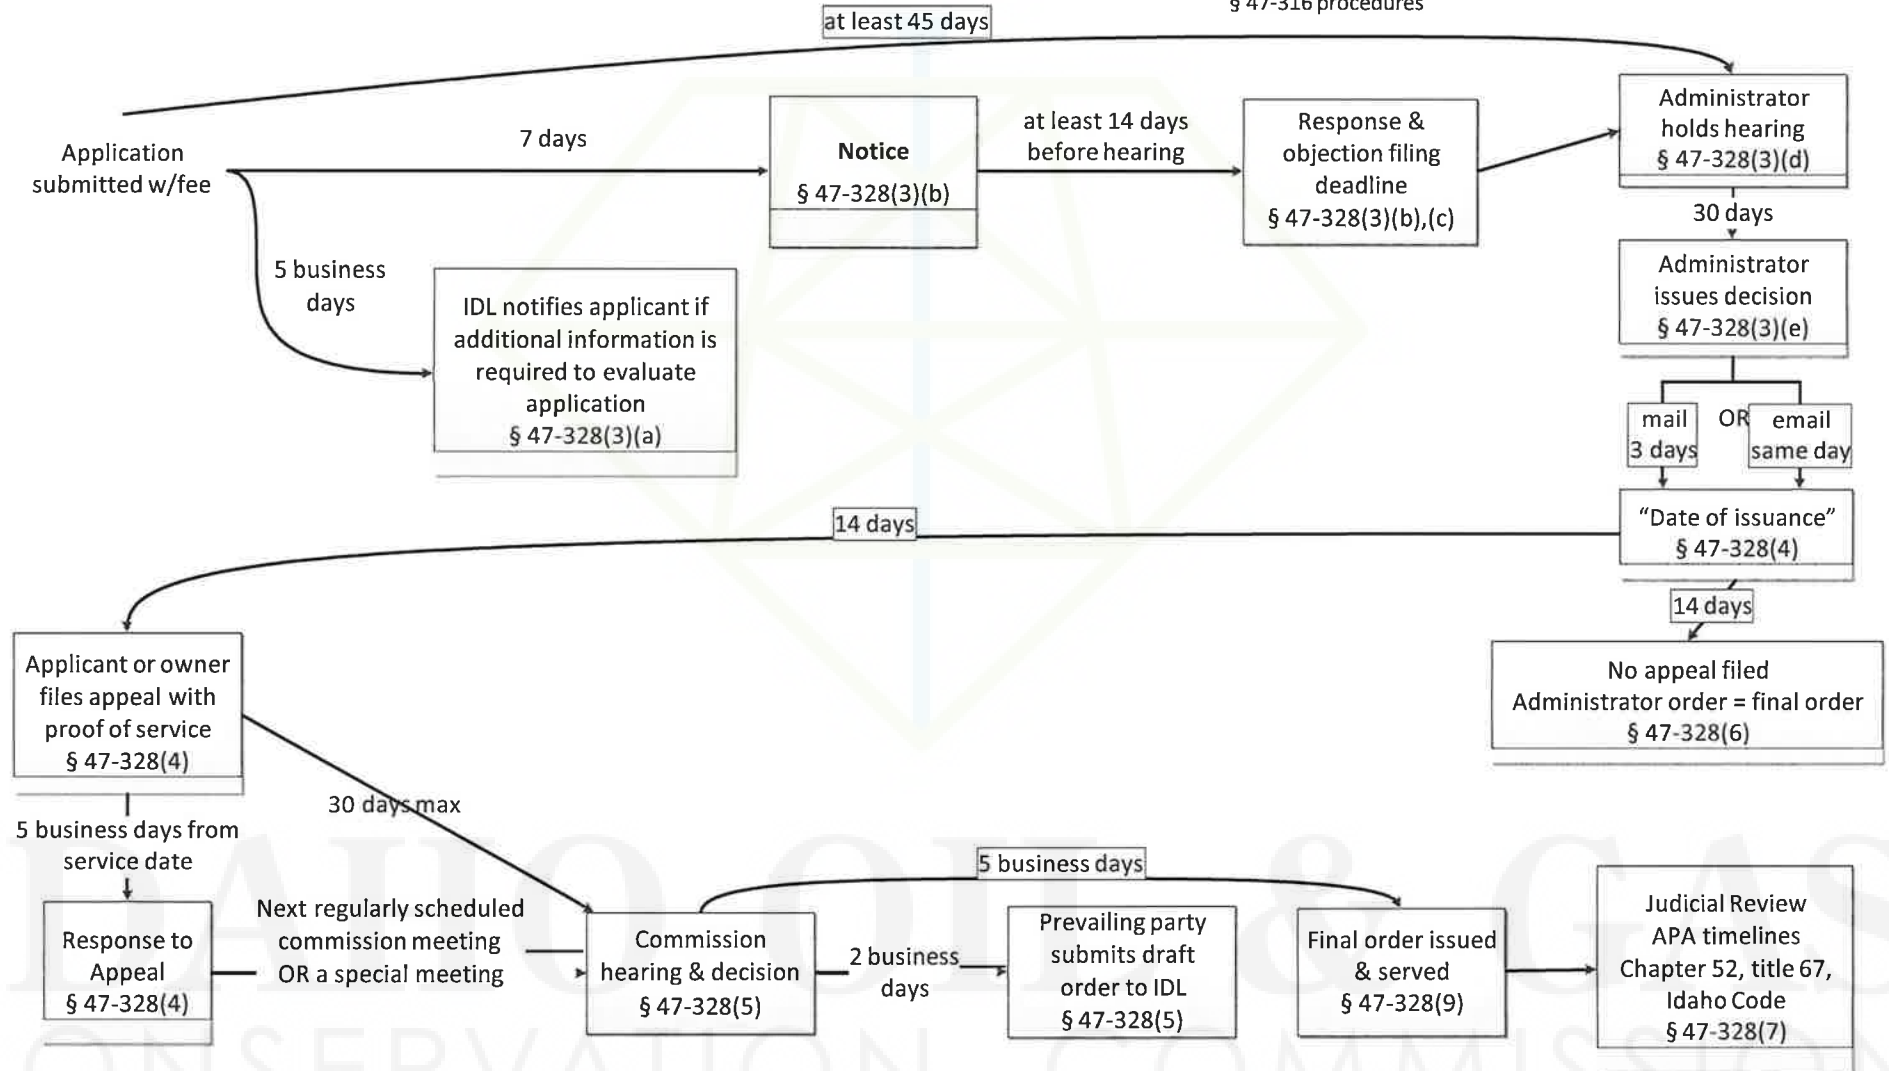 § 47-316 procedures
at least 45 days
Application
submitted w/fee
7 days
Notice
§ 47-328(3)(b)
at least 14 days
before hearing
Response &
objection filing
deadline
§ 47-328(3)(b),(c)
Administrator
holds hearing
§ 47-328(3)(d)
30 days
Administrator
issues decision
§ 47-328(3)(e)
5 business
days
IDL notifies applicant if
additional information is
required to evaluate
application
§ 47-328(3)(a)
mail
3 days
OR
email
same day
"Date of issuance"
§ 47-328(4)
14 days
14 days
No appeal filed
Administrator order = final order
§ 47-328(6)
Applicant or owner
files appeal with
proof of service
§ 47-328(4)
30 days max
5 business days from
service date
Response to
Appeal
§ 47-328(4)
Next regularly scheduled
commission meeting
OR a special meeting
Commission
hearing & decision
§ 47-328(5)
5 business days
2 business
days
Prevailing party
submits draft
order to IDL
§ 47-328(5)
Final order issued
& served
§ 47-328(9)
Judicial Review
APA timelines
Chapter 52, title 67,
Idaho Code
§ 47-328(7)
DAHO OIL & GAS
ONSERVATION COMMISSION